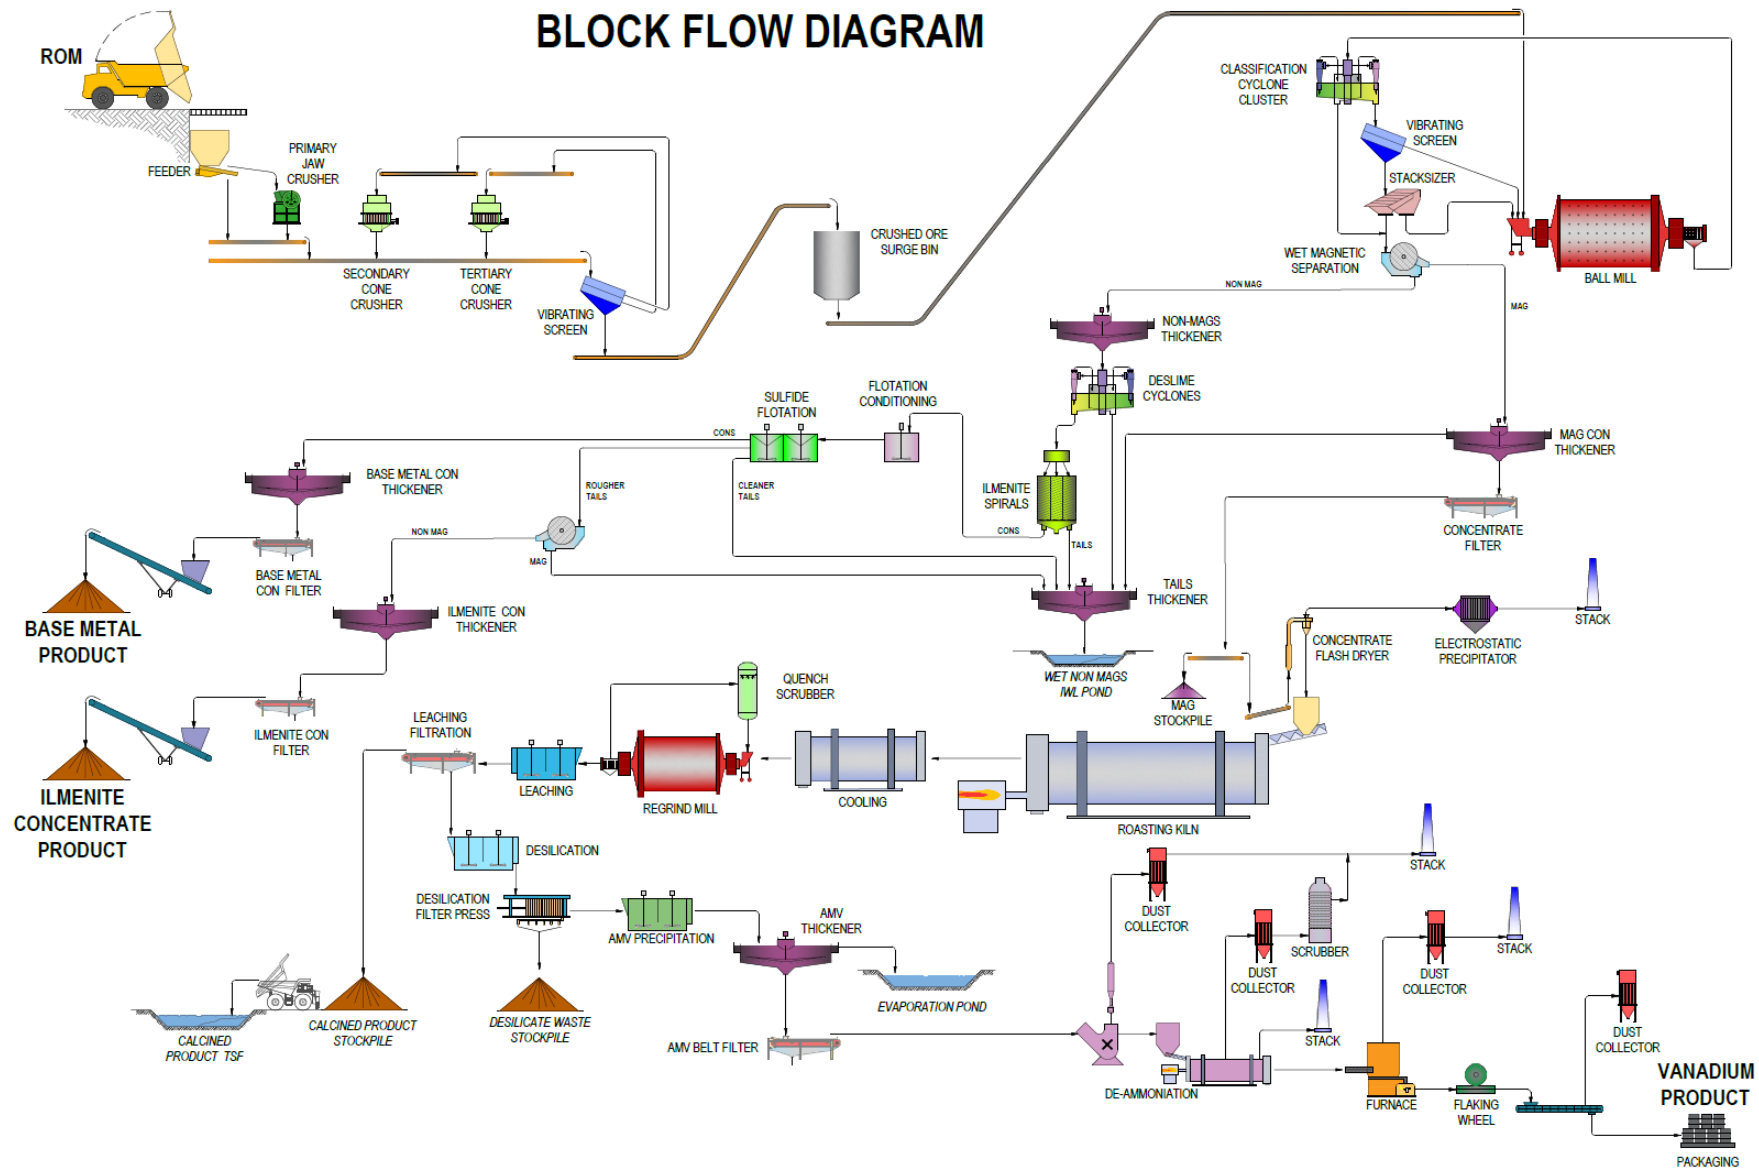 BLOCK FLOW DIAGRAM
ROM
FEEDER
PRIMARY
JAW
CRUSHER
SECONDARY
CONE
CRUSHER
TERTIARY
CONE
CRUSHER
VIBRATING
SCREEN
CRUSHED ORE
SURGE BIN
CLASSIFICATION
CYCLONE
CLUSTER
VIBRATING
SCREEN
STACKSIZER
WET MAGNETIC
SEPARATION
BALL MILL
NON MAG
MAG
NON-MAGS
THICKENER
DESLIME
CYCLONES
FLOTATION
CONDITIONING
SULFIDE
FLOTATION
CONS
BASE METAL CON
THICKENER
ROUGHER
TAILS
CLEANER
TAILS
ILMENITE
SPIRALS
CONS
TAILS
MAG CON
THICKENER
CONCENTRATE
FILTER
NON MAG
MAG
BASE METAL
CON FILTER
BASE METAL
PRODUCT
ILMENITE CON
THICKENER
TAILS
THICKENER
WET NON MAGS
IWL POND
MAG
STOCKPILE
CONCENTRATE
FLASH DRYER
ELECTROSTATIC
PRECIPITATOR
STACK
ILMENITE CON
FILTER
ILMENITE
CONCENTRATE
PRODUCT
LEACHING
FILTRATION
QUENCH
SCRUBBER
LEACHING
REGRIND MILL
COOLING
ROASTING KILN
DESILICATION
DESILICATION
FILTER PRESS
AMV PRECIPITATION
AMV
THICKENER
EVAPORATION POND
CALCINED
PRODUCT TSF
CALCINED PRODUCT
STOCKPILE
DESILICATE WASTE
STOCKPILE
AMV BELT FILTER
DUST
COLLECTOR
STACK
DUST
COLLECTOR
SCRUBBER
STACK
DE-AMMONIATION
DUST
COLLECTOR
STACK
FURNACE
FLAKING
WHEEL
DUST
COLLECTOR
VANADIUM
PRODUCT
PACKAGING